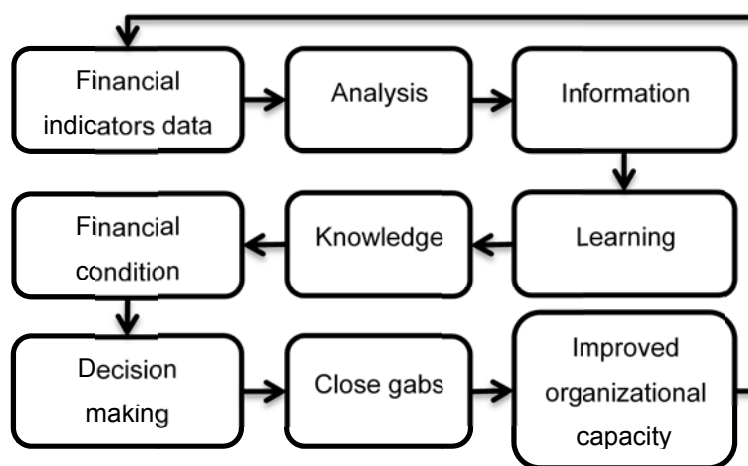 Financial
indicators data
Analysis
Information
Financial
condition
Knowledge
Learning
Decision
making
Close gabs
Improved
organizational
capacity